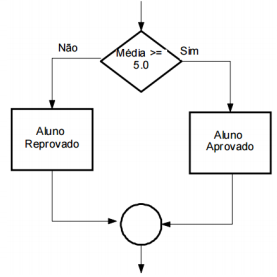 Não
Média >=
5.0
Sim
Aluno
Reprovado
Aluno
Aprovado